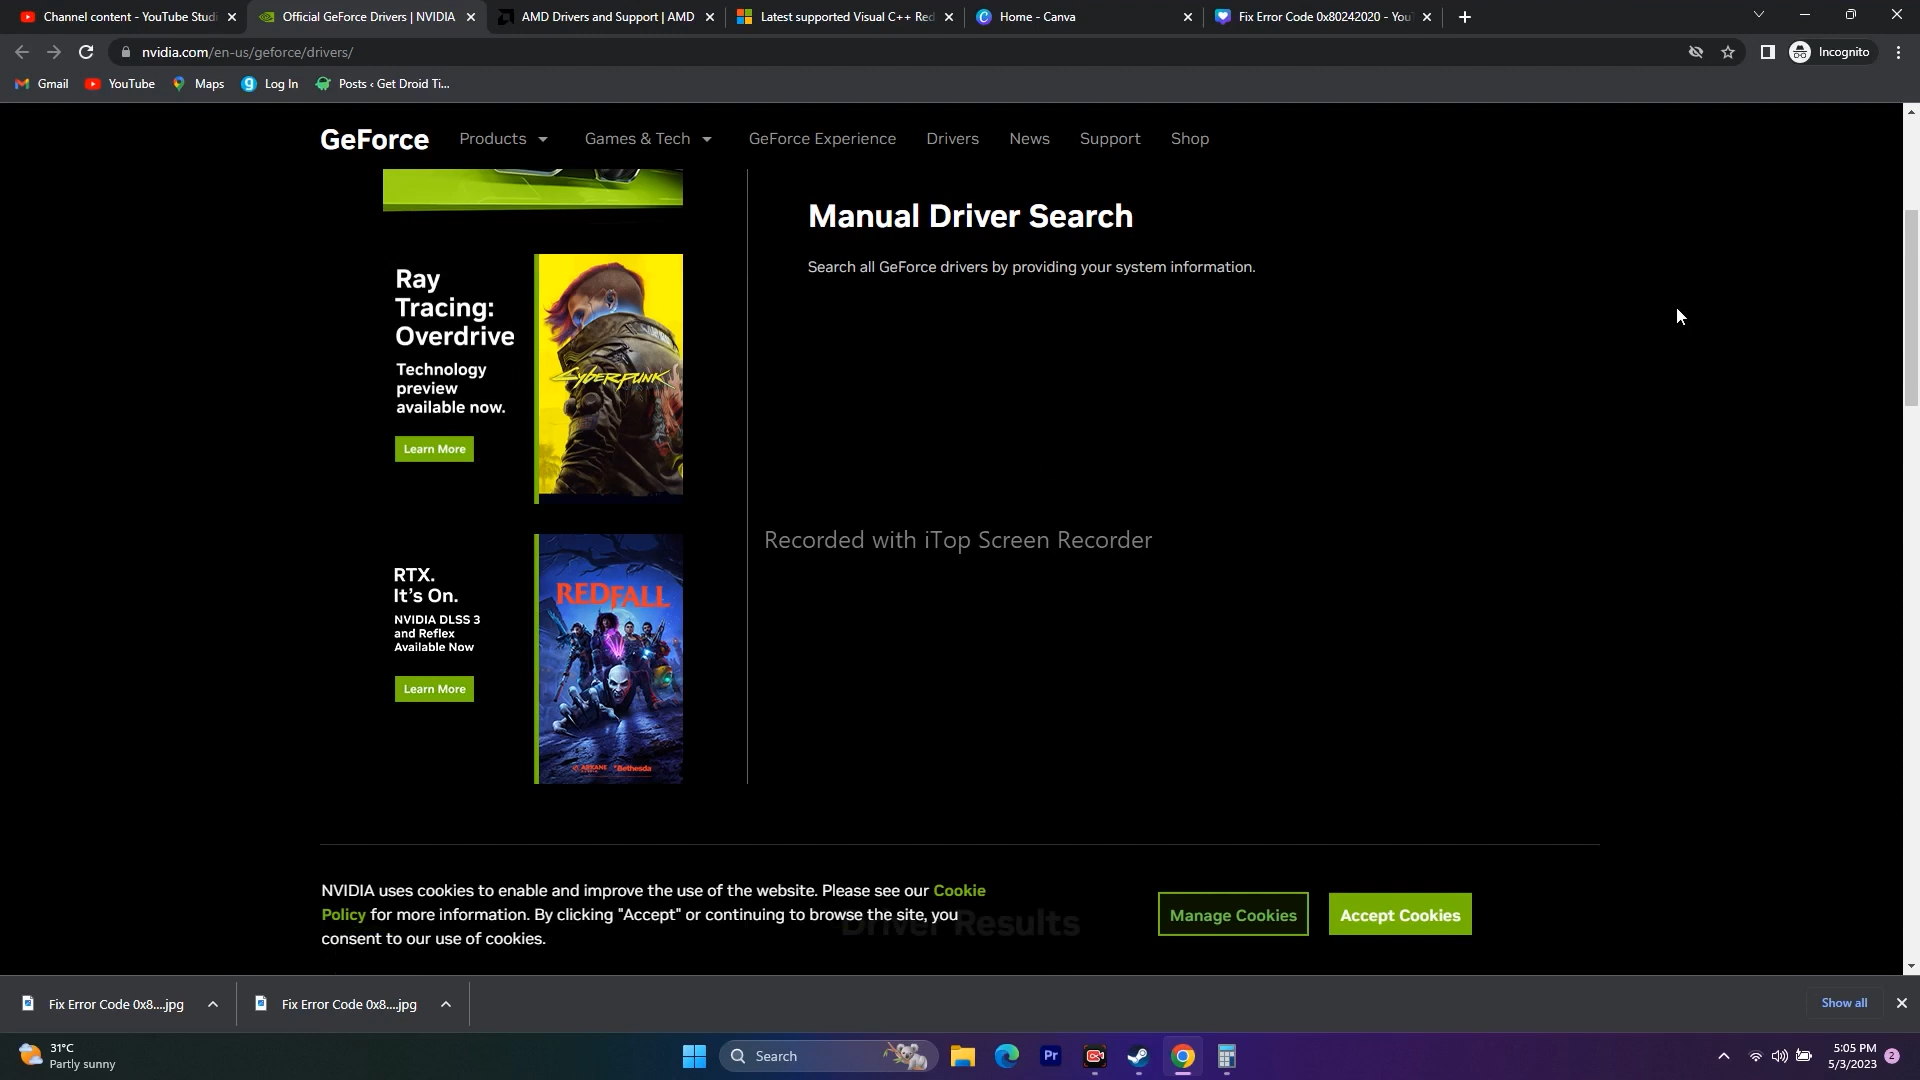 Channel content - YouTube Studi
Official GeForce Drivers | NVIDIA
AMD Drivers and Support | AMD
Latest supported Visual C++ Red
Home - Canva
Fix Error Code 0x80242020 - You
nvidia.com/en-us/geforce/drivers/
Incognito
Gmail
YouTube
Maps
Log In
Posts ‹ Get Droid Ti...
GeForce
Products
Games & Tech
GeForce Experience
Drivers
News
Support
Shop
Manual Driver Search
Search all GeForce drivers by providing your system information.
Ray
Tracing:
Overdrive
Technology
preview
available now.
Learn More
CYBERPUNK
Recorded with iTop Screen Recorder
RTX.
It's On.
NVIDIA DLSS 3
and Reflex
Available Now
Learn More
REDFALL
ARKANE
Bethesda
NVIDIA uses cookies to enable and improve the use of the website. Please see our Cookie
Policy for more information. By clicking "Accept" or continuing to browse the site, you
consent to our use of cookies.
Driver Results
Manage Cookies
Accept Cookies
Fix Error Code 0x8....jpg
Fix Error Code 0x8....jpg
Show all
31°C
Partly sunny
Search
Pr
5:05 PM
5/3/2023
2